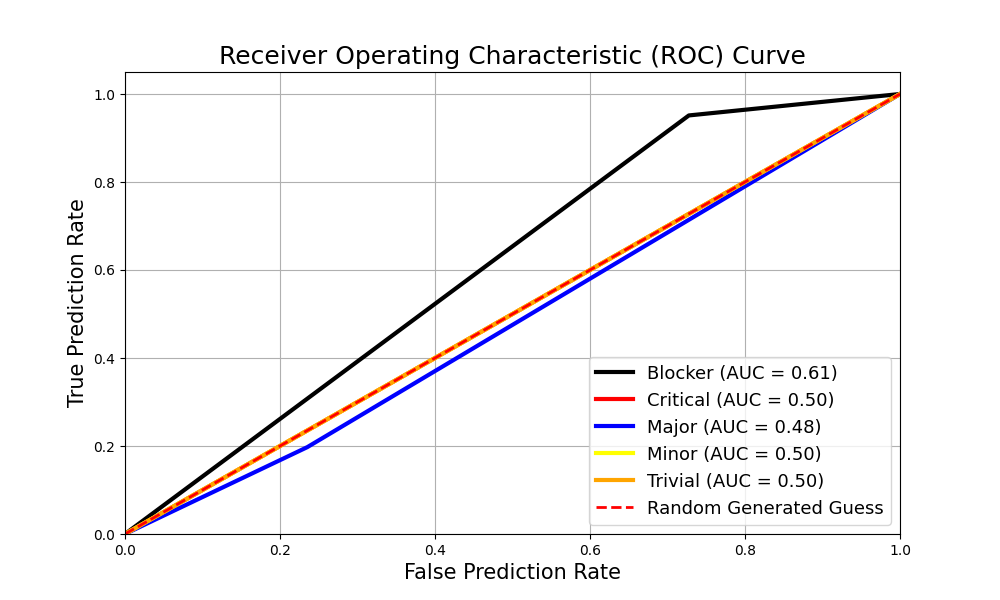 Receiver Operating Characteristic (ROC) Curve
True Prediction Rate
1.0
0.8
0.6
0.4
0.2
0.0
0.0 0.2 0.4 0.6 0.8 1.0
False Prediction Rate
Blocker (AUC = 0.61)
Critical (AUC = 0.50)
Major (AUC = 0.48)
Minor (AUC = 0.50)
Trivial (AUC = 0.50)
Random Generated Guess